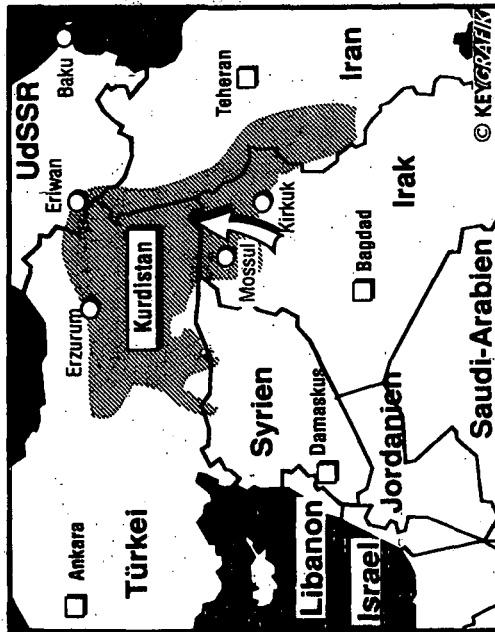 UdSSR
Baku
Eriwan
Erzurum
Ankara
Türkei
Kurdistan
Teheran
Iran
Mossul
Kirkuk
Irak
Bagdad
Syrien
Damaskus
Libanon
Israel
Jordanien
Saudi-Arabien
© KEYGRAFIK